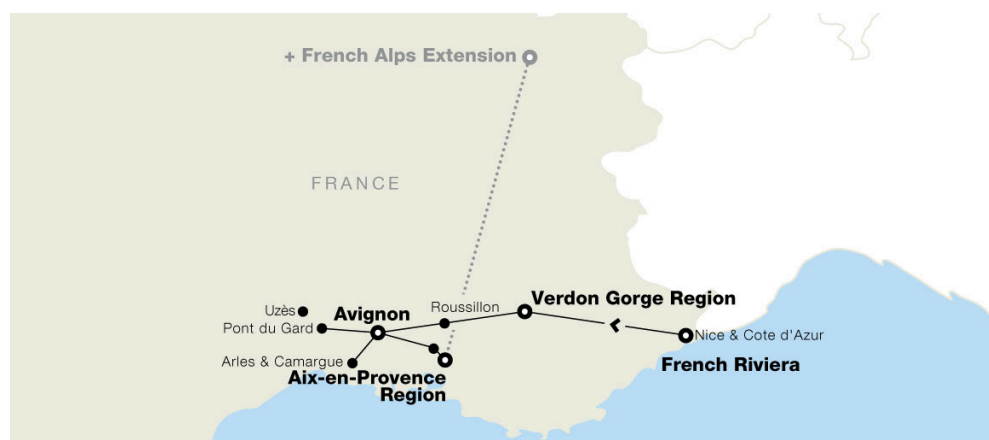 + French Alps Extension
FRANCE
Verdon Gorge Region
Roussillon
Uzès
Avignon
Pont du Gard
Nice & Cote d'Azur
Arles & Camargue
French Riviera
Aix-en-Provence
Region